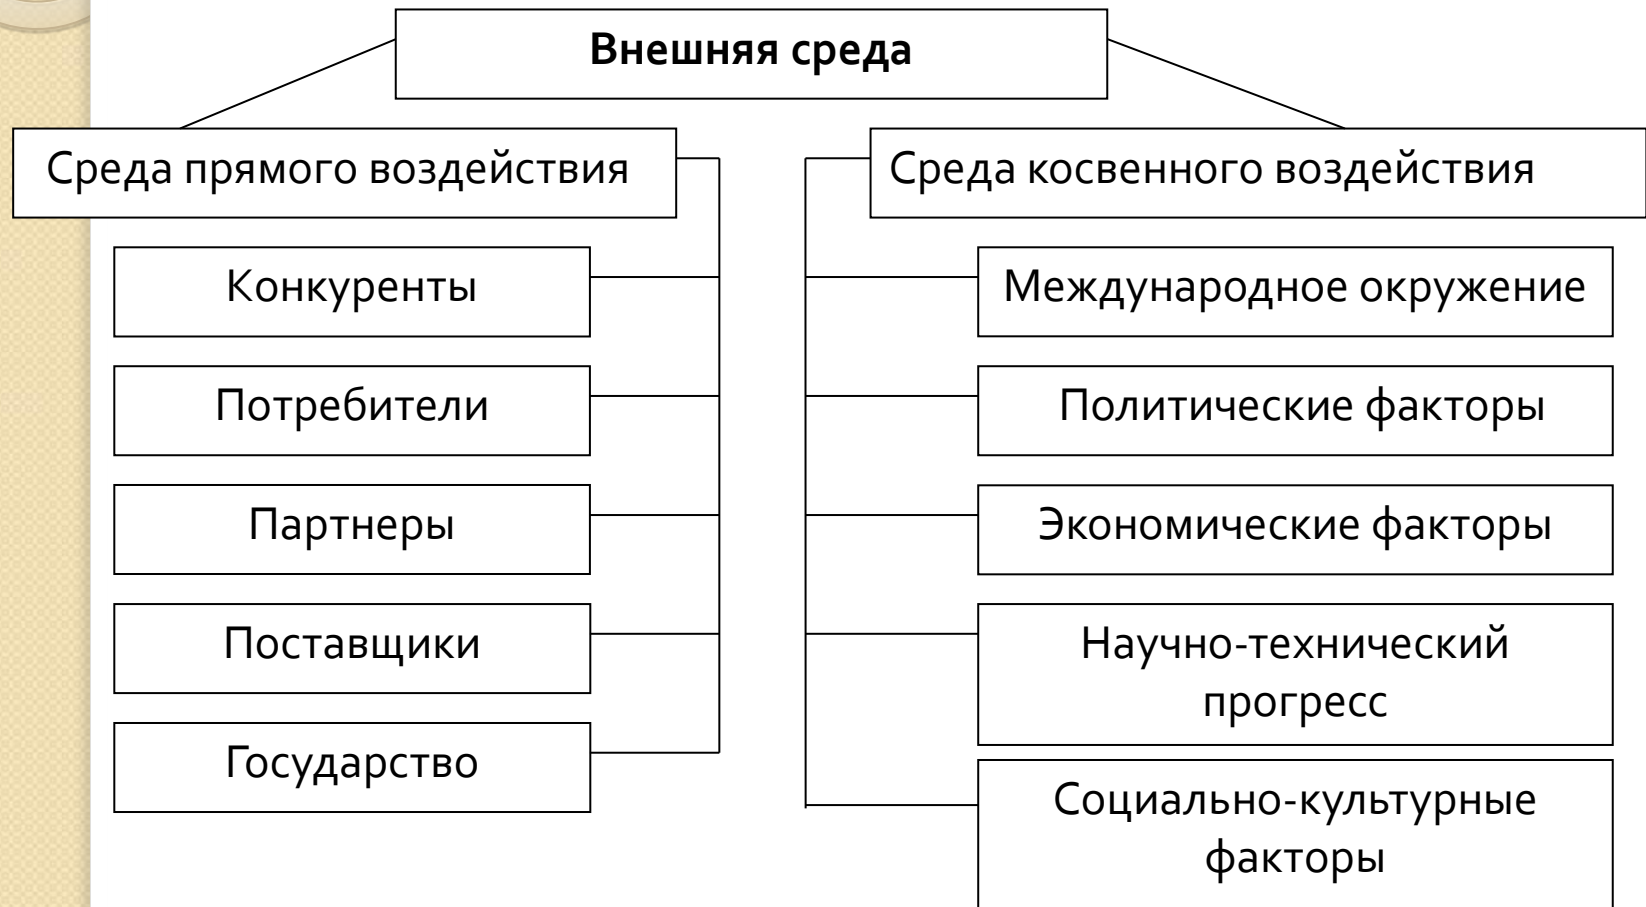 Внешняя среда
Среда прямого воздействия
Конкуренты
Потребители
Партнеры
Поставщики
Государство
Среда косвенного воздействия
Международное окружение
Политические факторы
Экономические факторы
Научно-технический
прогресс
Социально-культурные
факторы